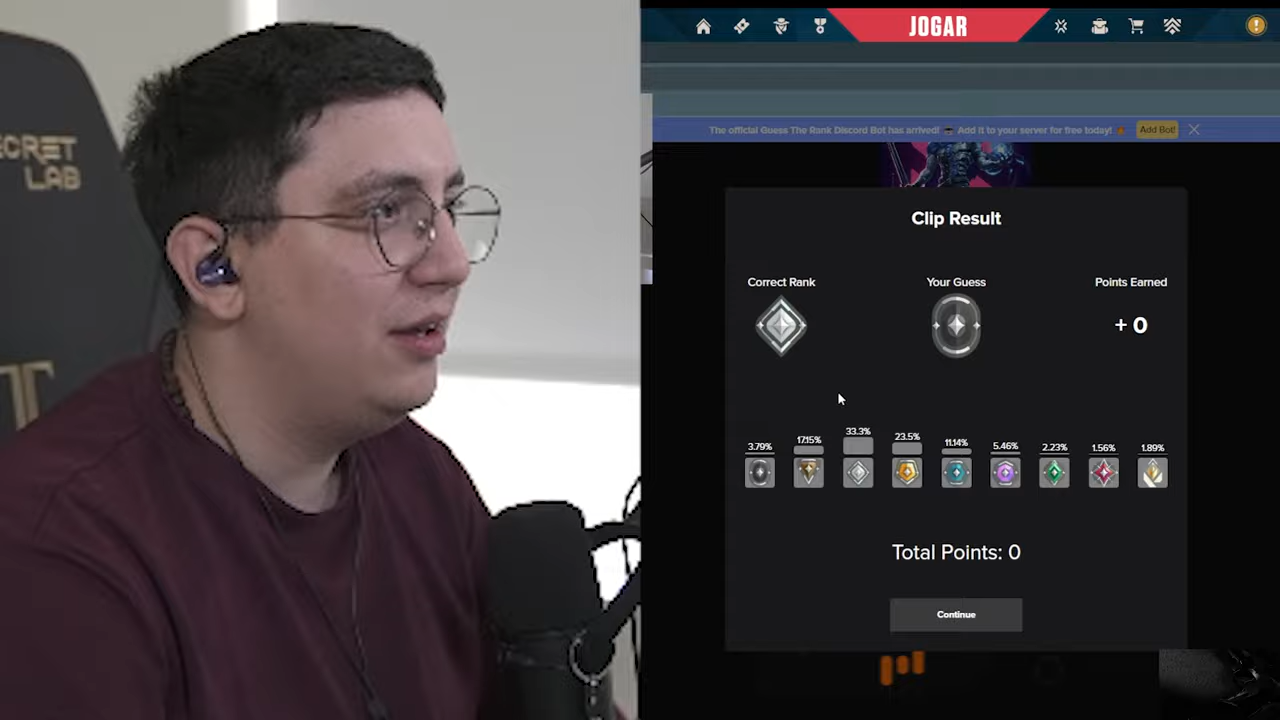 SECRET
LAB
JOGAR
The official Guess The Rank Discord Bot has arrived! Add it to your server for free today!
Add Bot!
Clip Result
Correct Rank
Your Guess
Points Earned
+ 0
3.79%
17.15%
33.3%
23.5%
11.14%
5.46%
2.23%
1.56%
1.89%
Total Points: 0
Continue